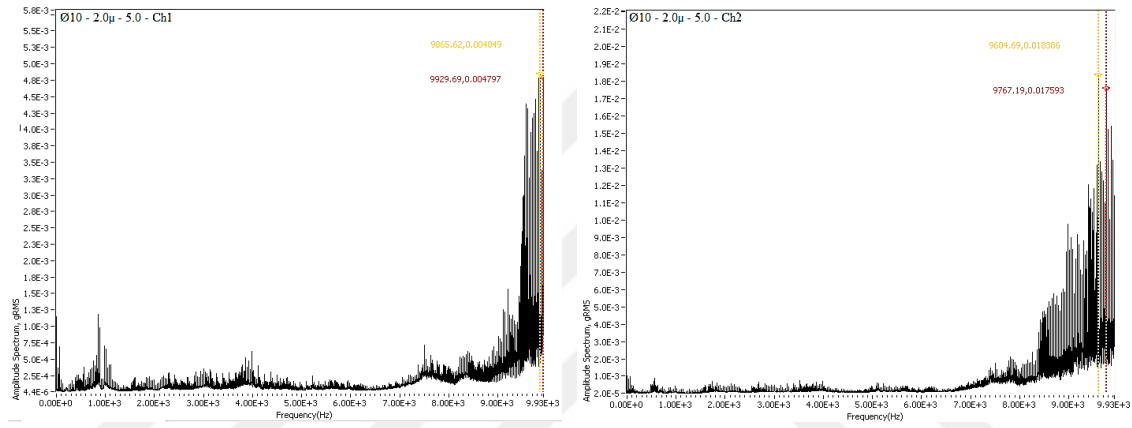 Ø10 - 2.0µ - 5.0 - Ch1
9865.62,0.004849
9929.69,0.004797
5.8E-3
5.5E-3
5.3E-3
5.0E-3
4.8E-3
4.5E-3
4.3E-3
4.0E-3
3.8E-3
3.5E-3
3.3E-3
3.0E-3
2.8E-3
2.5E-3
2.3E-3
2.0E-3
1.8E-3
1.5E-3
1.3E-3
1.0E-3
7.5E-4
5.0E-4
2.5E-4
4.4E-6
Amplitude Spectrum, gRMS
0.00E+0 1.00E+3 2.00E+3 3.00E+3 4.00E+3 5.00E+3 6.00E+3 7.00E+3 8.00E+3 9.00E+3 9.93E+3
Frequency(Hz)
Ø10 - 2.0µ - 5.0 - Ch2
9604.69,0.018386
9767.19,0.017593
2.2E-2
2.1E-2
2.0E-2
1.9E-2
1.8E-2
1.7E-2
1.6E-2
1.5E-2
1.4E-2
1.3E-2
1.2E-2
1.1E-2
1.0E-2
9.0E-3
8.0E-3
7.0E-3
6.0E-3
5.0E-3
4.0E-3
3.0E-3
2.0E-3
1.0E-3
2.0E-5
Amplitude Spectrum, gRMS
0.00E+0 1.00E+3 2.00E+3 3.00E+3 4.00E+3 5.00E+3 6.00E+3 7.00E+3 8.00E+3 9.00E+3 9.93E+3
Frequency(Hz)